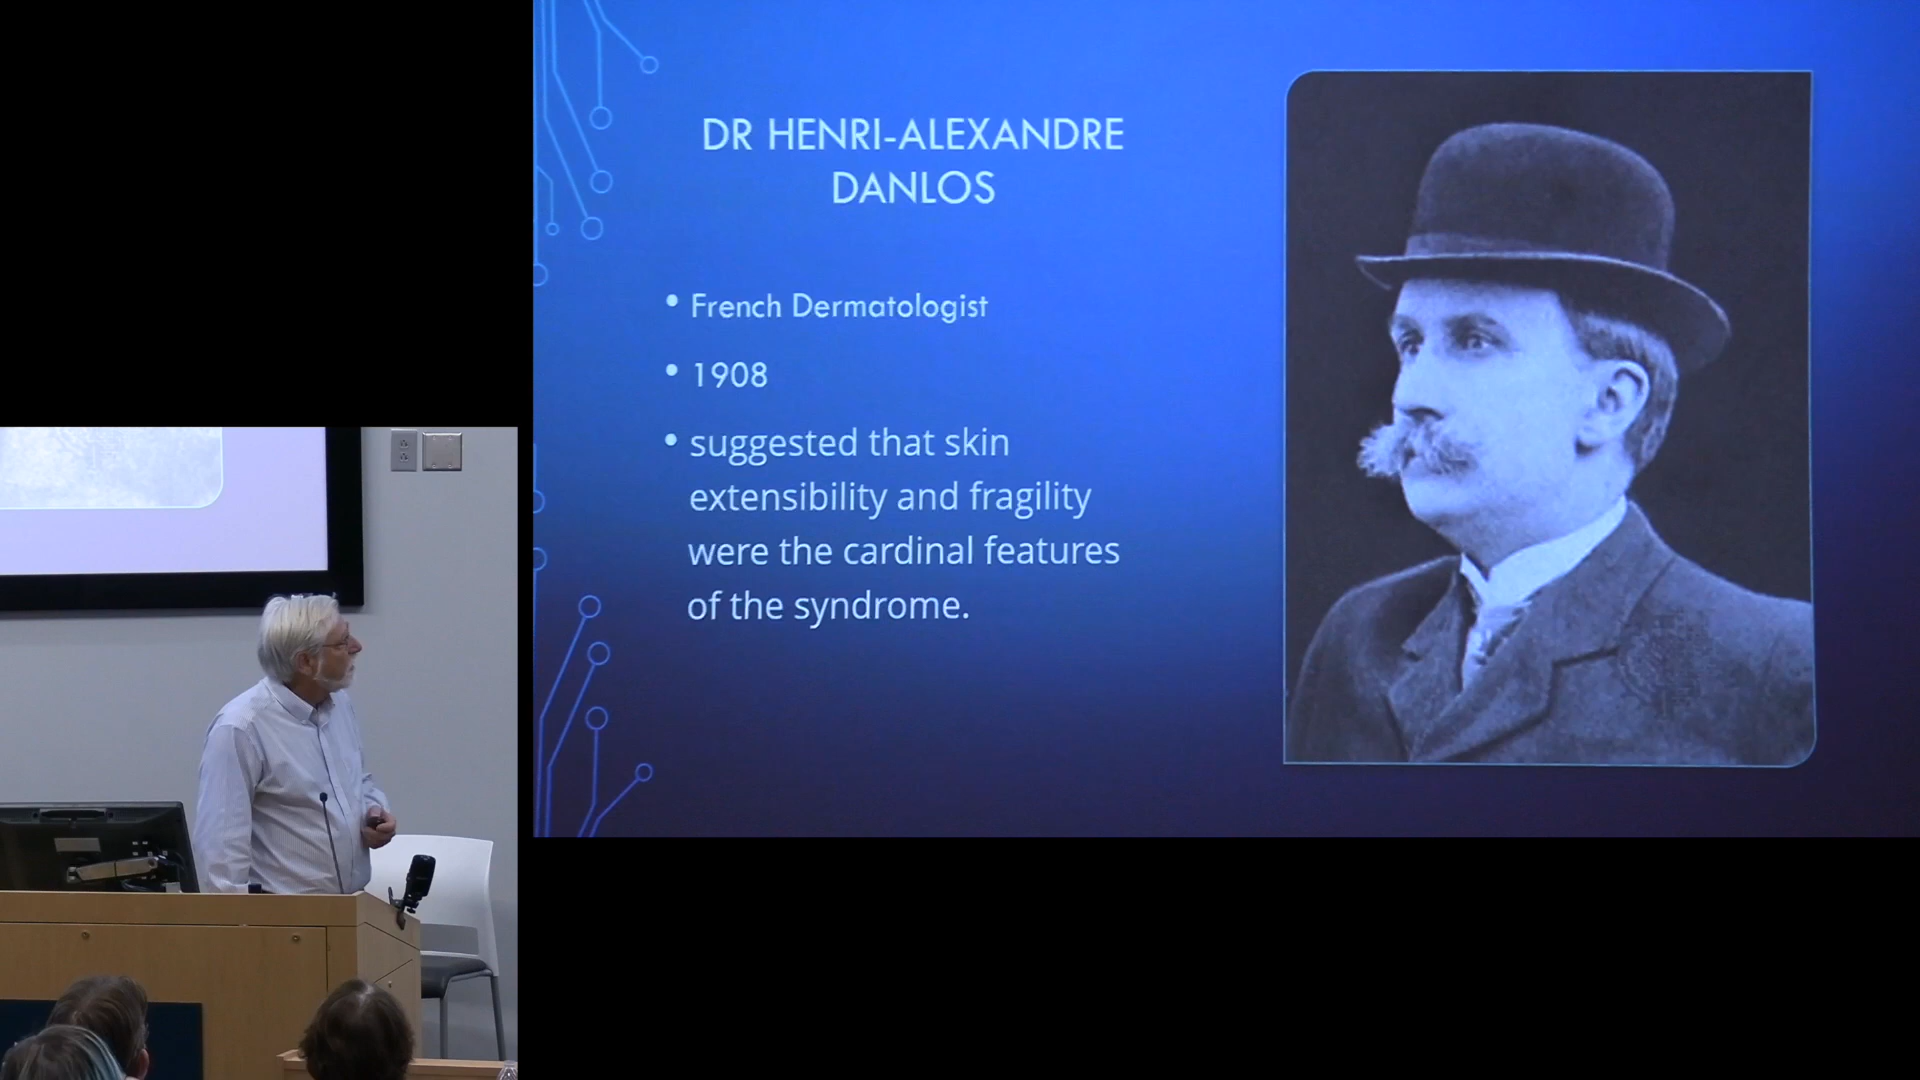 DR HENRI-ALEXANDRE
DANLOS
• French Dermatologist
• 1908
• suggested that skin
extensibility and fragility
were the cardinal features
of the syndrome.